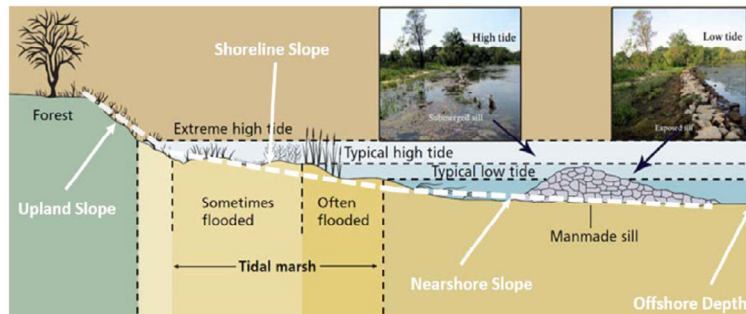 Shoreline Slope
High tide
Submerged sill
Low tide
Exposed sill
Forest
Extreme high tide
Typical high tide
Typical low tide
Upland Slope
Sometimes
flooded
Often
flooded
Manmade sill
Tidal marsh
Nearshore Slope
Offshore Depth